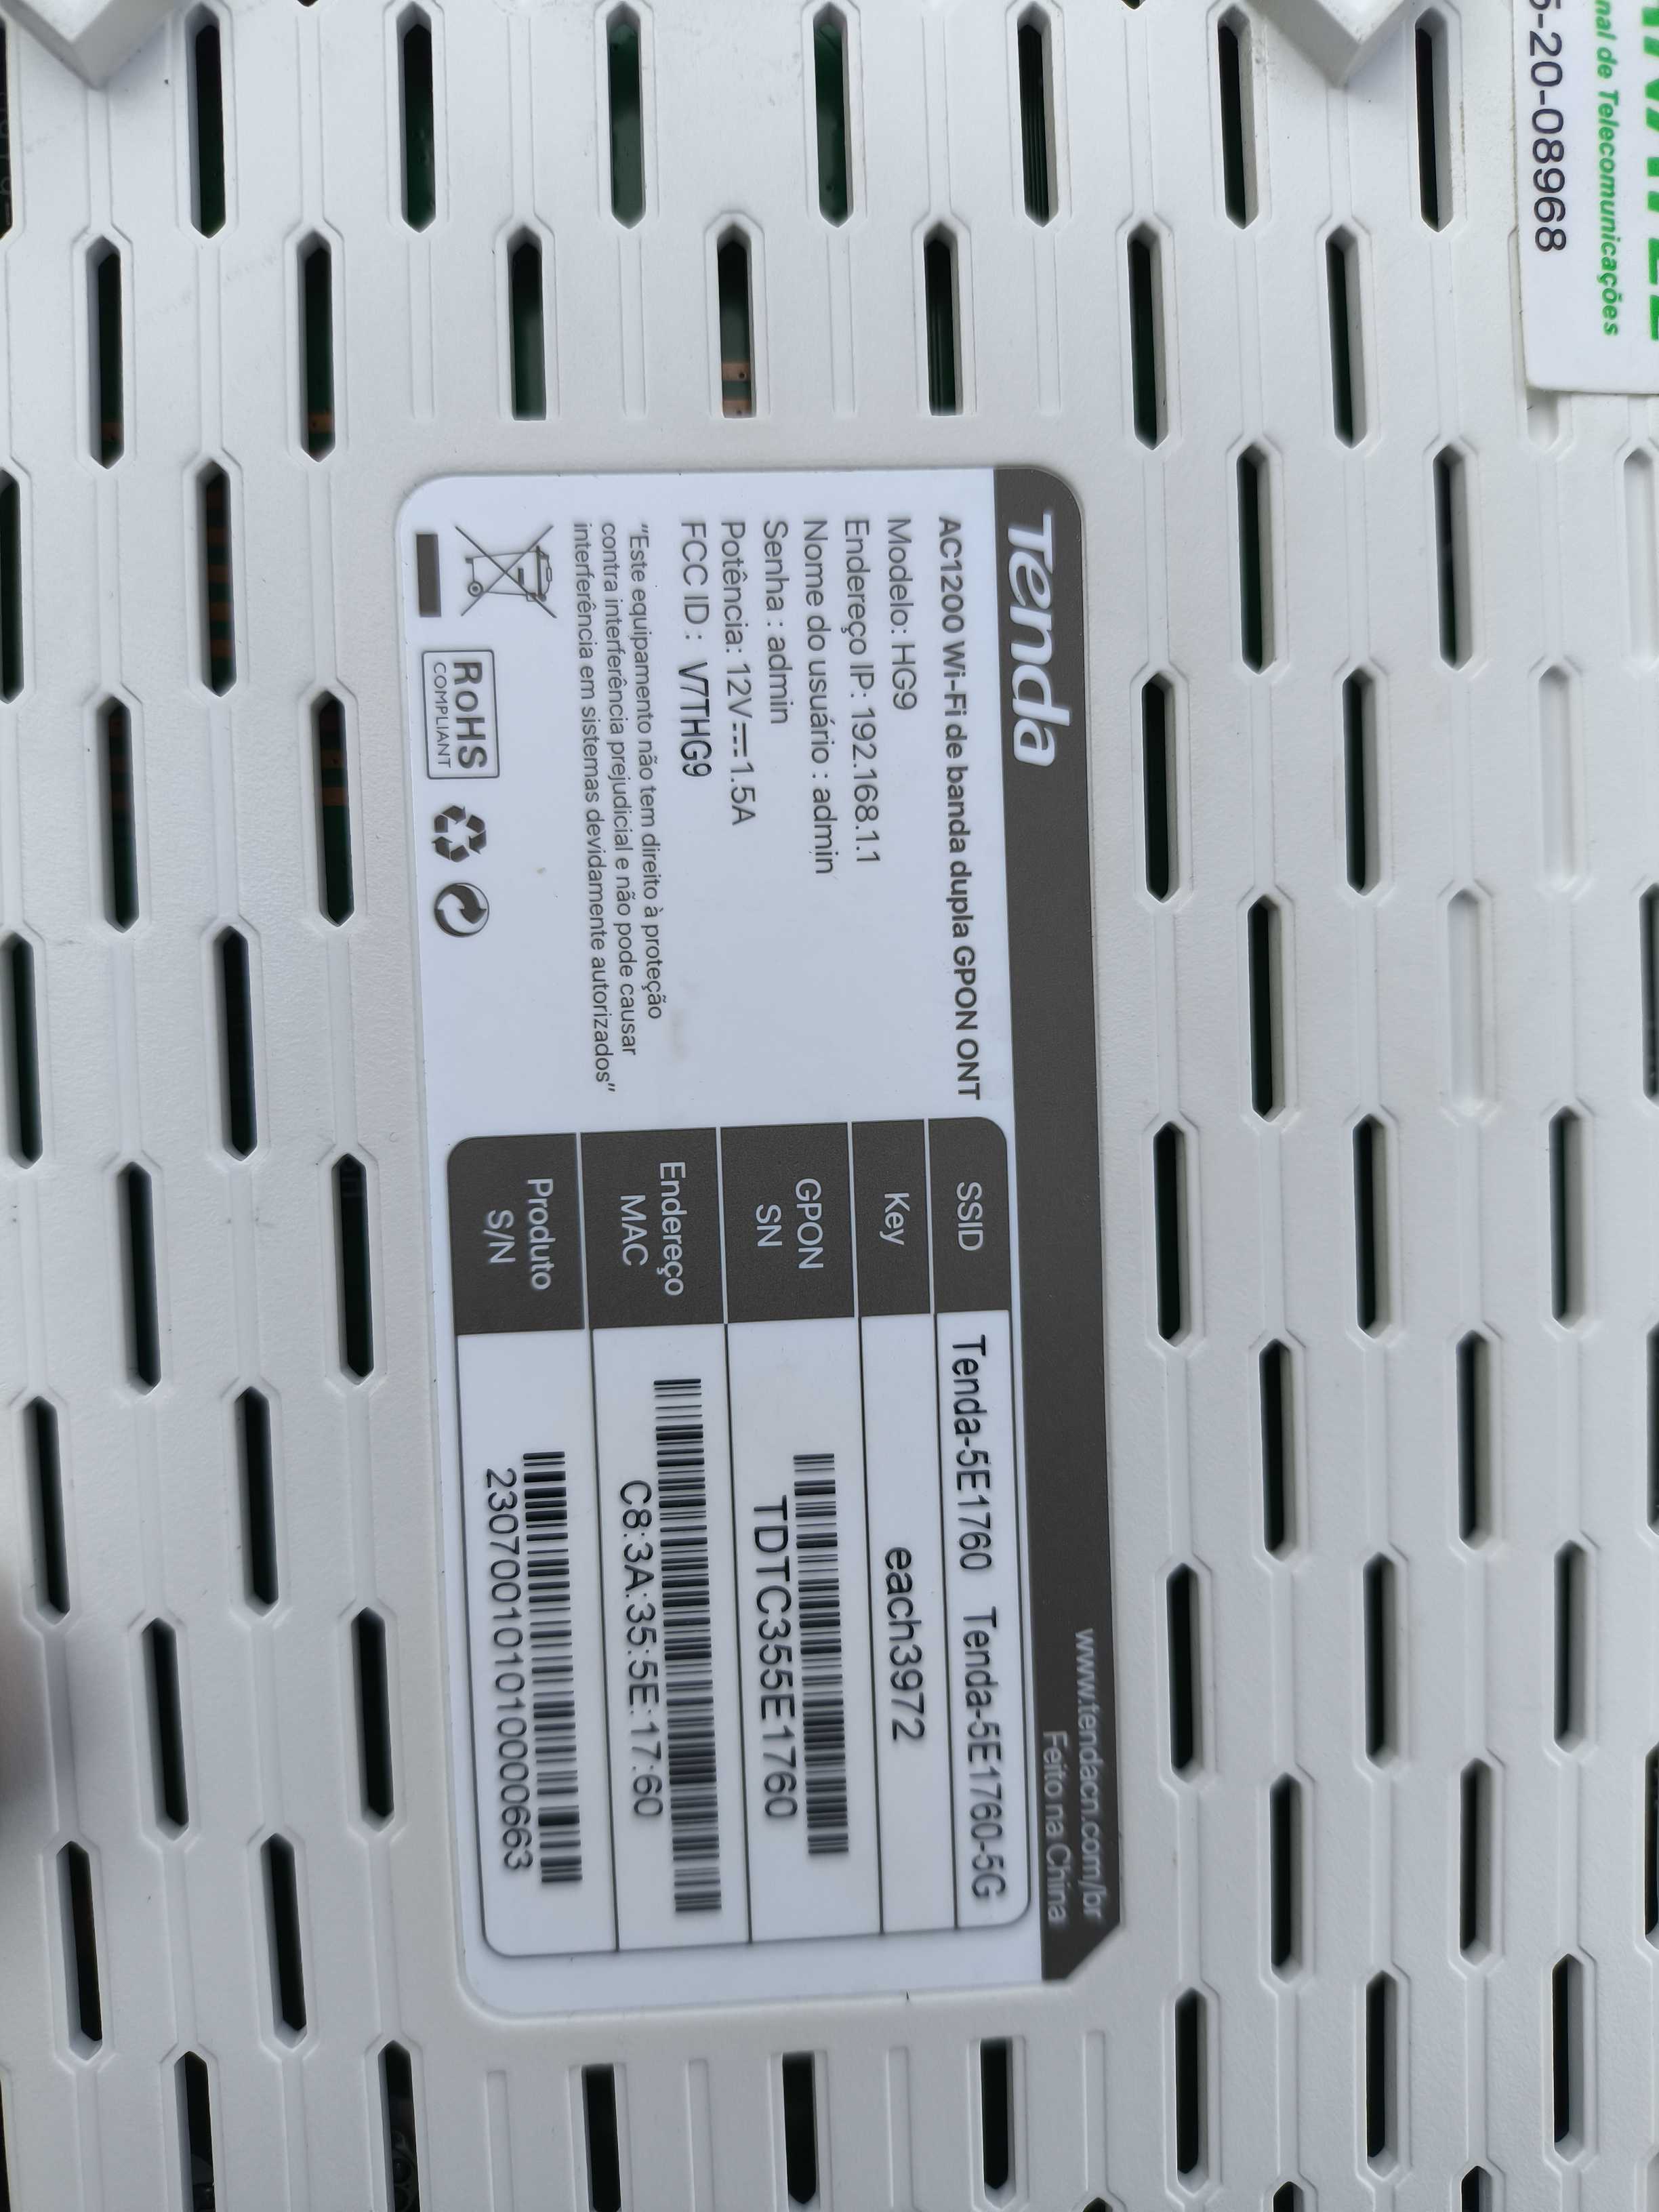 nal de Telecomunicações
5-20-08968
Tenda
www.tendacn.com/br
Feito na China
AC1200 Wi-Fi de banda dupla GPON ONT
Modelo: HG9
Endereço IP: 192.168.1.1
Nome do usuário : admin
Senha : admin
Potência: 12V⎓1.5A
FCC ID : V7THG9
"Este equipamento não tem direito à proteção
contra interferência prejudicial e não pode causar
interferência em sistemas devidamente autorizados"
RoHS
COMPLIANT
SSID Tenda-5E1760 Tenda-5E1760-5G
Key each3972
GPON
SN
TDTC355E1760
Endereço
MAC
C8:3A:35:5E:17:60
Produto
S/N
230700101010000663